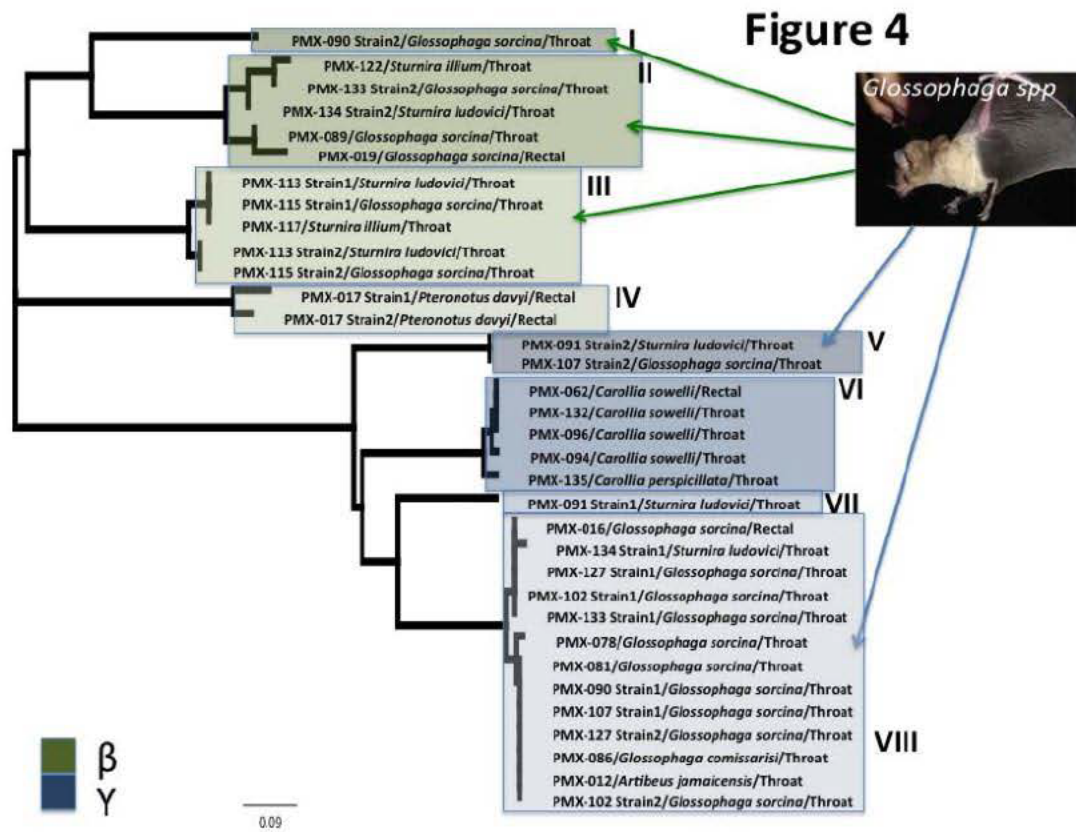 Figure 4
Glossophaga spp
PMX-090 Strain2/Glossophaga sorcina/Throat
I
PMX-122/Sturnira illium/Throat
II
PMX-133 Strain2/Glossophaga sorcina/Throat
PMX-134 Strain2/Sturnira ludovici/Throat
PMX-089/Glossophaga sorcina/Throat
PMX-019/Glossophaga sorcina/Rectal
PMX-113 Strain1/Sturnira ludovici/Throat
III
PMX-115 Strain1/Glossophaga sorcina/Throat
PMX-117/Sturnira illium/Throat
PMX-113 Strain2/Sturnira ludovici/Throat
PMX-115 Strain2/Glossophaga sorcina/Throat
PMX-017 Strain1/Pteronotus davyi/Rectal
IV
PMX-017 Strain2/Pteronotus davyi/Rectal
PMX-091 Strain2/Sturnira ludovici/Throat
V
PMX-107 Strain2/Glossophaga sorcina/Throat
PMX-062/Carollia sowelli/Rectal
VI
PMX-132/Carollia sowelli/Throat
PMX-096/Carollia sowelli/Throat
PMX-094/Carollia sowelli/Throat
PMX-135/Carollia perspicillata/Throat
PMX-091 Strain1/Sturnira ludovici/Throat
VII
PMX-016/Glossophaga sorcina/Rectal
PMX-134 Strain1/Sturnira ludovici/Throat
PMX-127 Strain1/Glossophaga sorcina/Throat
PMX-102 Strain1/Glossophaga sorcina/Throat
PMX-133 Strain1/Glossophaga sorcina/Throat
PMX-078/Glossophaga sorcina/Throat
PMX-081/Glossophaga sorcina/Throat
PMX-090 Strain1/Glossophaga sorcina/Throat
PMX-107 Strain1/Glossophaga sorcina/Throat
PMX-127 Strain2/Glossophaga sorcina/Throat
VIII
PMX-086/Glossophaga comissarisi/Throat
PMX-012/Artibeus jamaicensis/Throat
PMX-102 Strain2/Glossophaga sorcina/Throat
β
γ
0.09